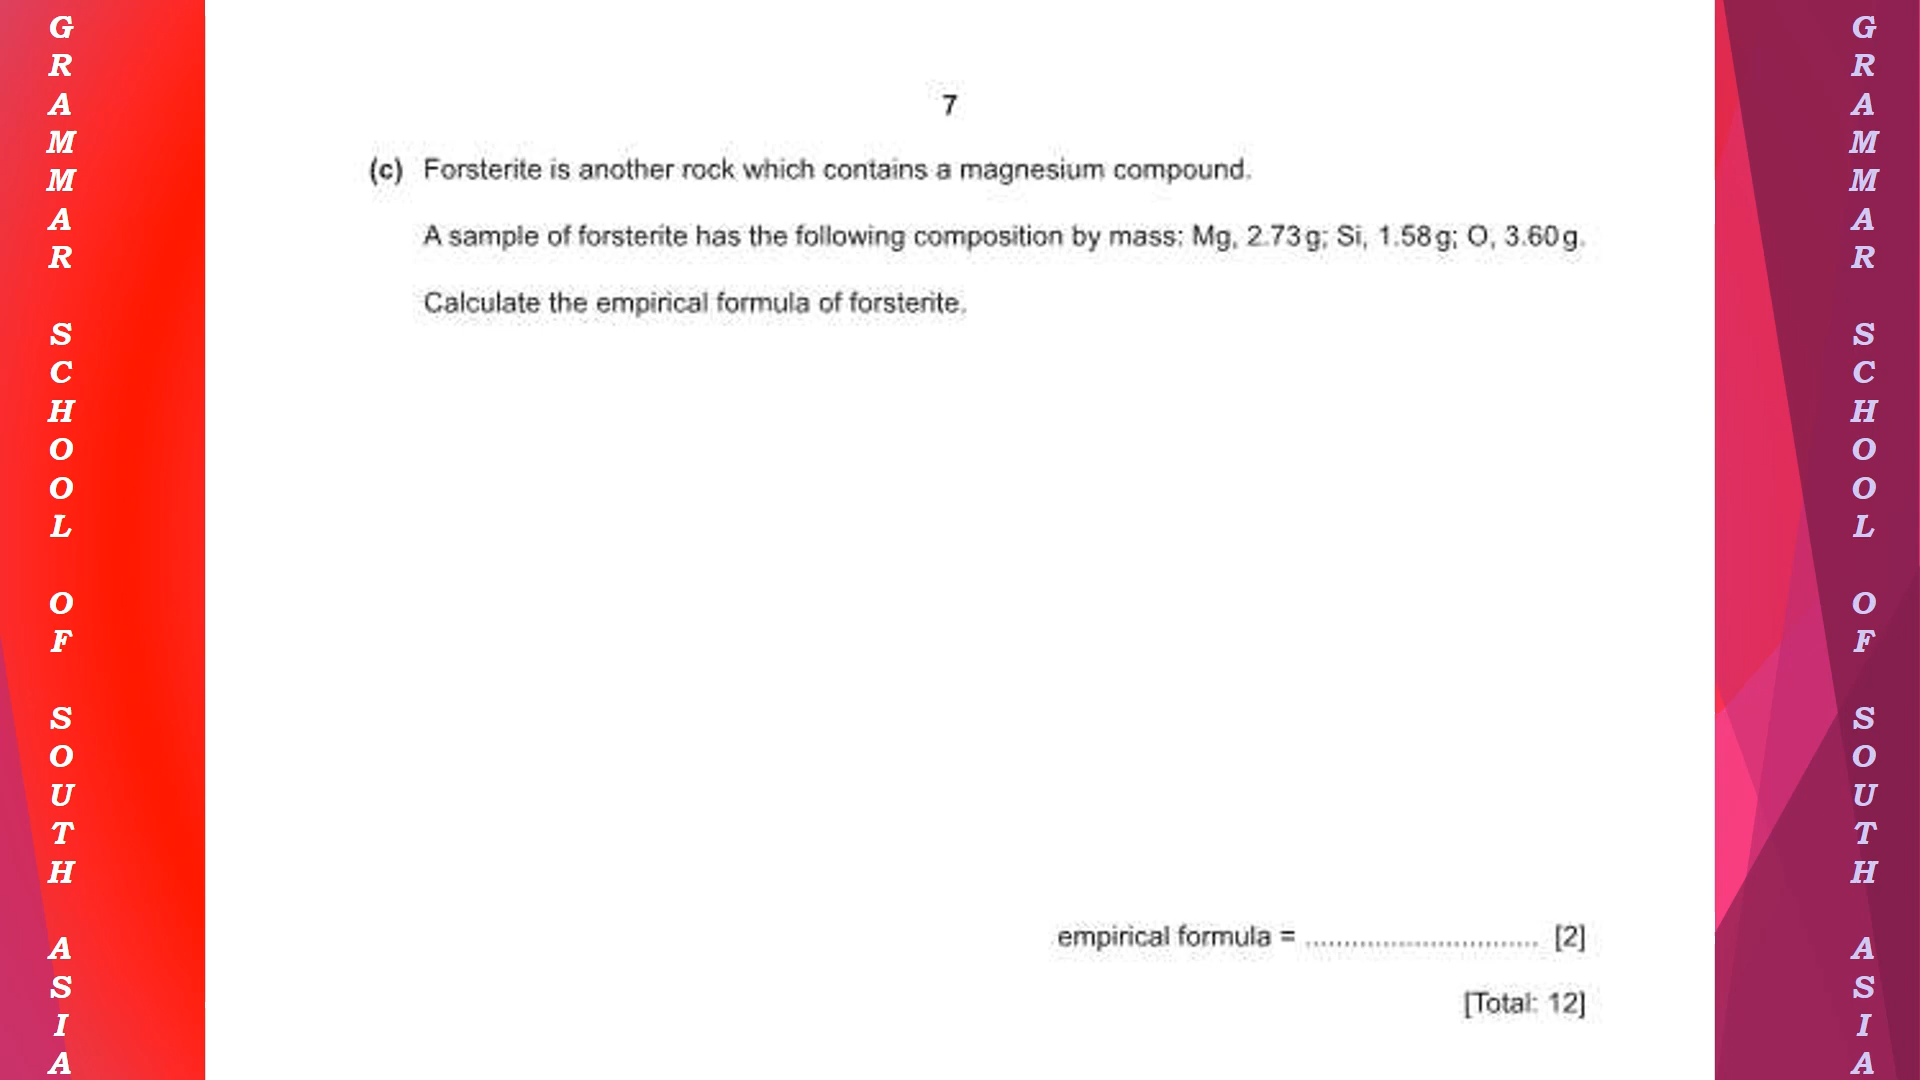 GRAMMAR SCHOOL OF SOUTH ASIA
7
(c) Forsterite is another rock which contains a magnesium compound.
A sample of forsterite has the following composition by mass: Mg, 2.73 g; Si, 1.58 g; O, 3.60 g.
Calculate the empirical formula of forsterite.
empirical formula = .............................. [2]
[Total: 12]
GRAMMAR SCHOOL OF SOUTH ASIA